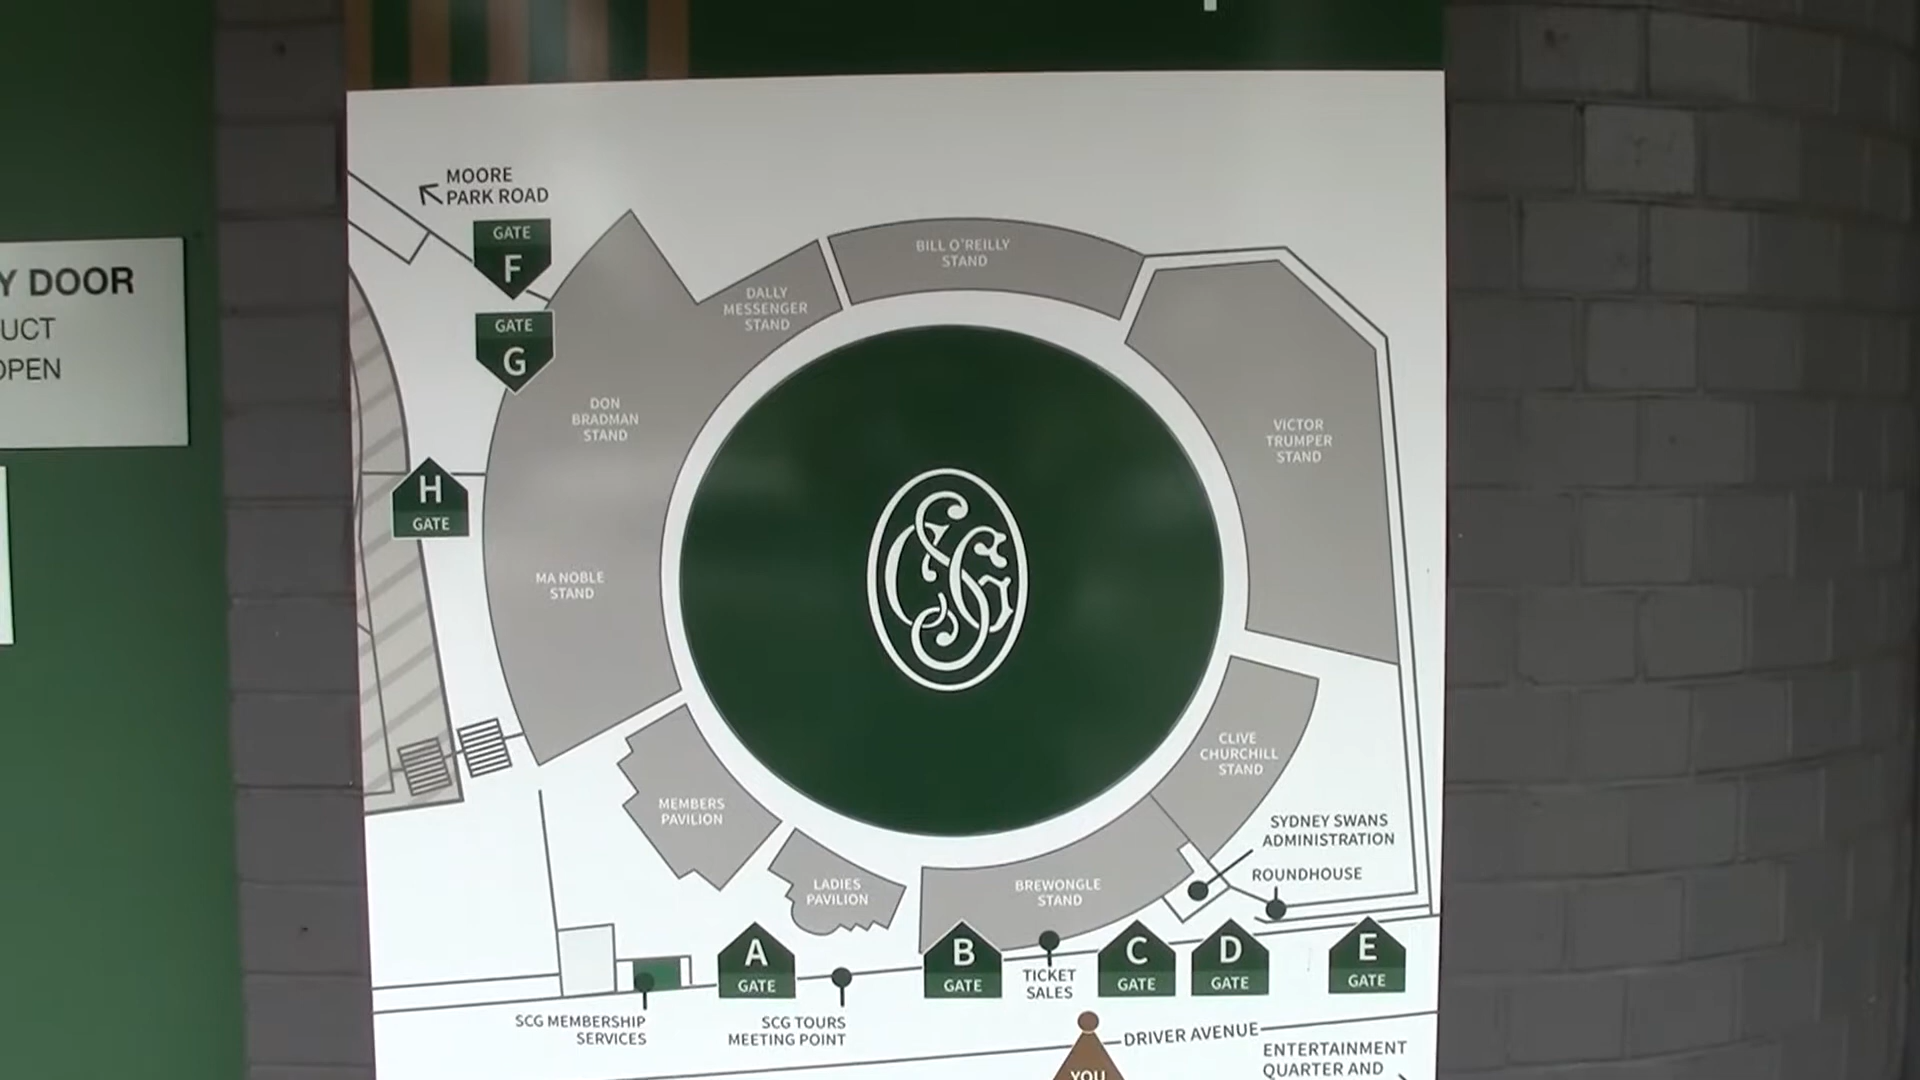 Y DOOR
UCT
OPEN
MOORE
PARK ROAD
GATE
F
GATE
G
H
GATE
DON
BRADMAN
STAND
DALLY
MESSENGER
STAND
BILL O'REILLY
STAND
VICTOR
TRUMPER
STAND
MA NOBLE
STAND
MEMBERS
PAVILION
LADIES
PAVILION
BREWONGLE
STAND
CLIVE
CHURCHILL
STAND
SYDNEY SWANS
ADMINISTRATION
ROUNDHOUSE
A
GATE
B
GATE
TICKET
SALES
C
GATE
D
GATE
E
GATE
SCG MEMBERSHIP
SERVICES
SCG TOURS
MEETING POINT
DRIVER AVENUE
YOU
ENTERTAINMENT
QUARTER AND